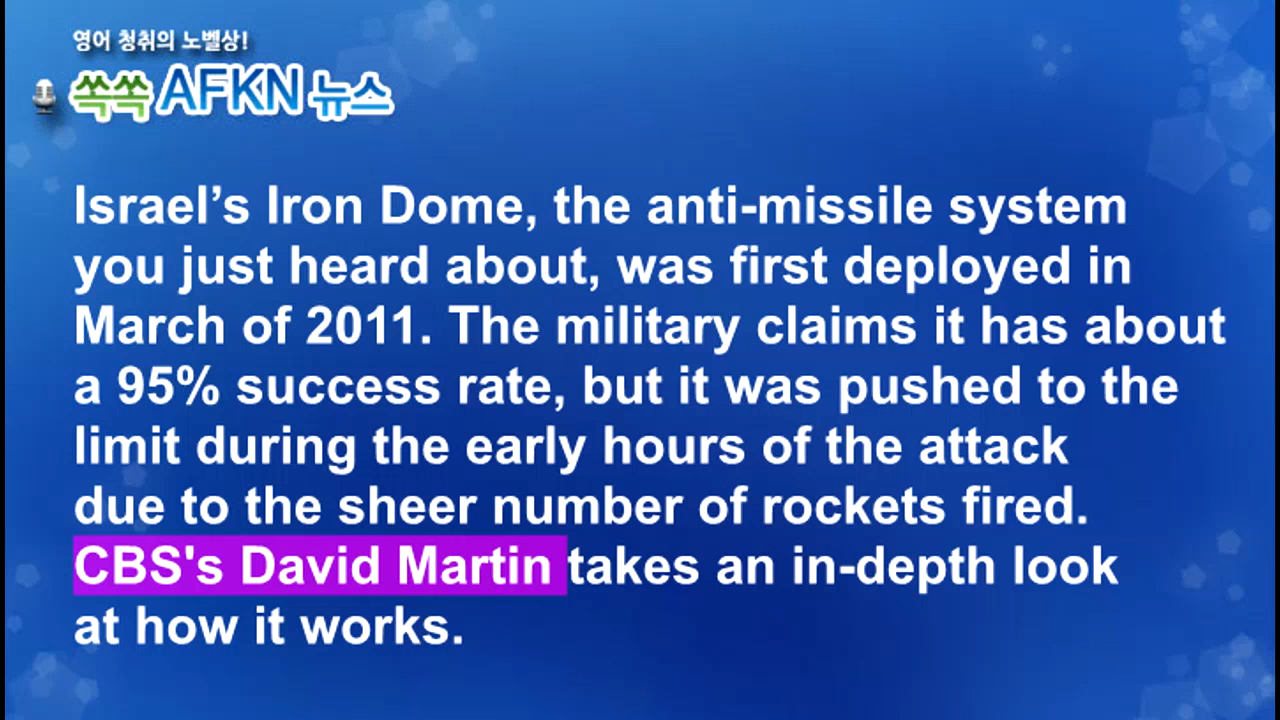 영어 청취의 노벨상!
쏙쏙 AFKN 뉴스
Israel’s Iron Dome, the anti-missile system
you just heard about, was first deployed in
March of 2011. The military claims it has about
a 95% success rate, but it was pushed to the
limit during the early hours of the attack
due to the sheer number of rockets fired.
CBS's David Martin takes an in-depth look
at how it works.